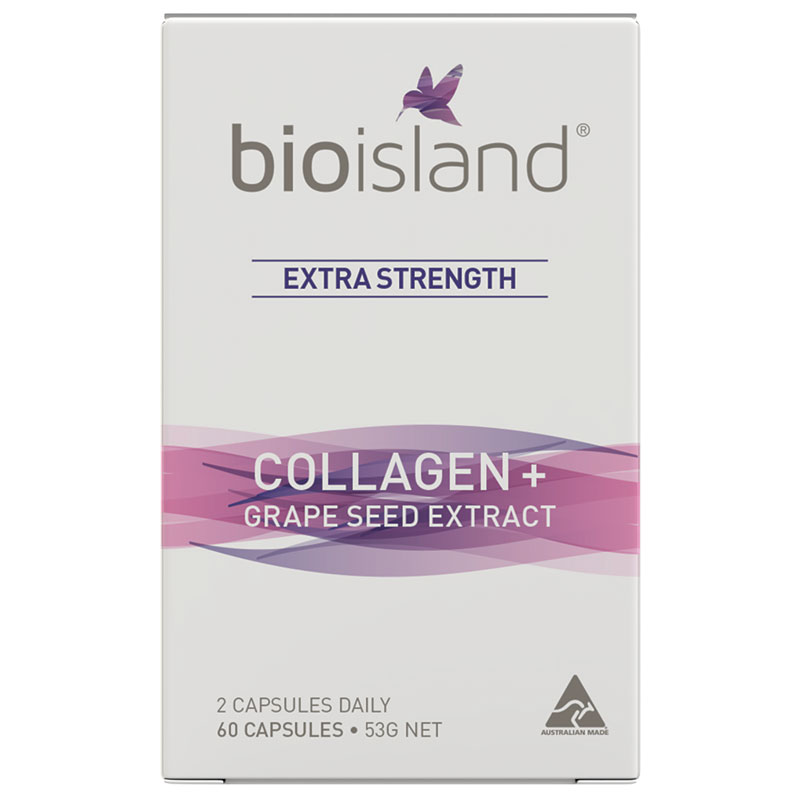 bioisland®
EXTRA STRENGTH
COLLAGEN +
GRAPE SEED EXTRACT
2 CAPSULES DAILY
60 CAPSULES • 53G NET
AUSTRALIAN MADE